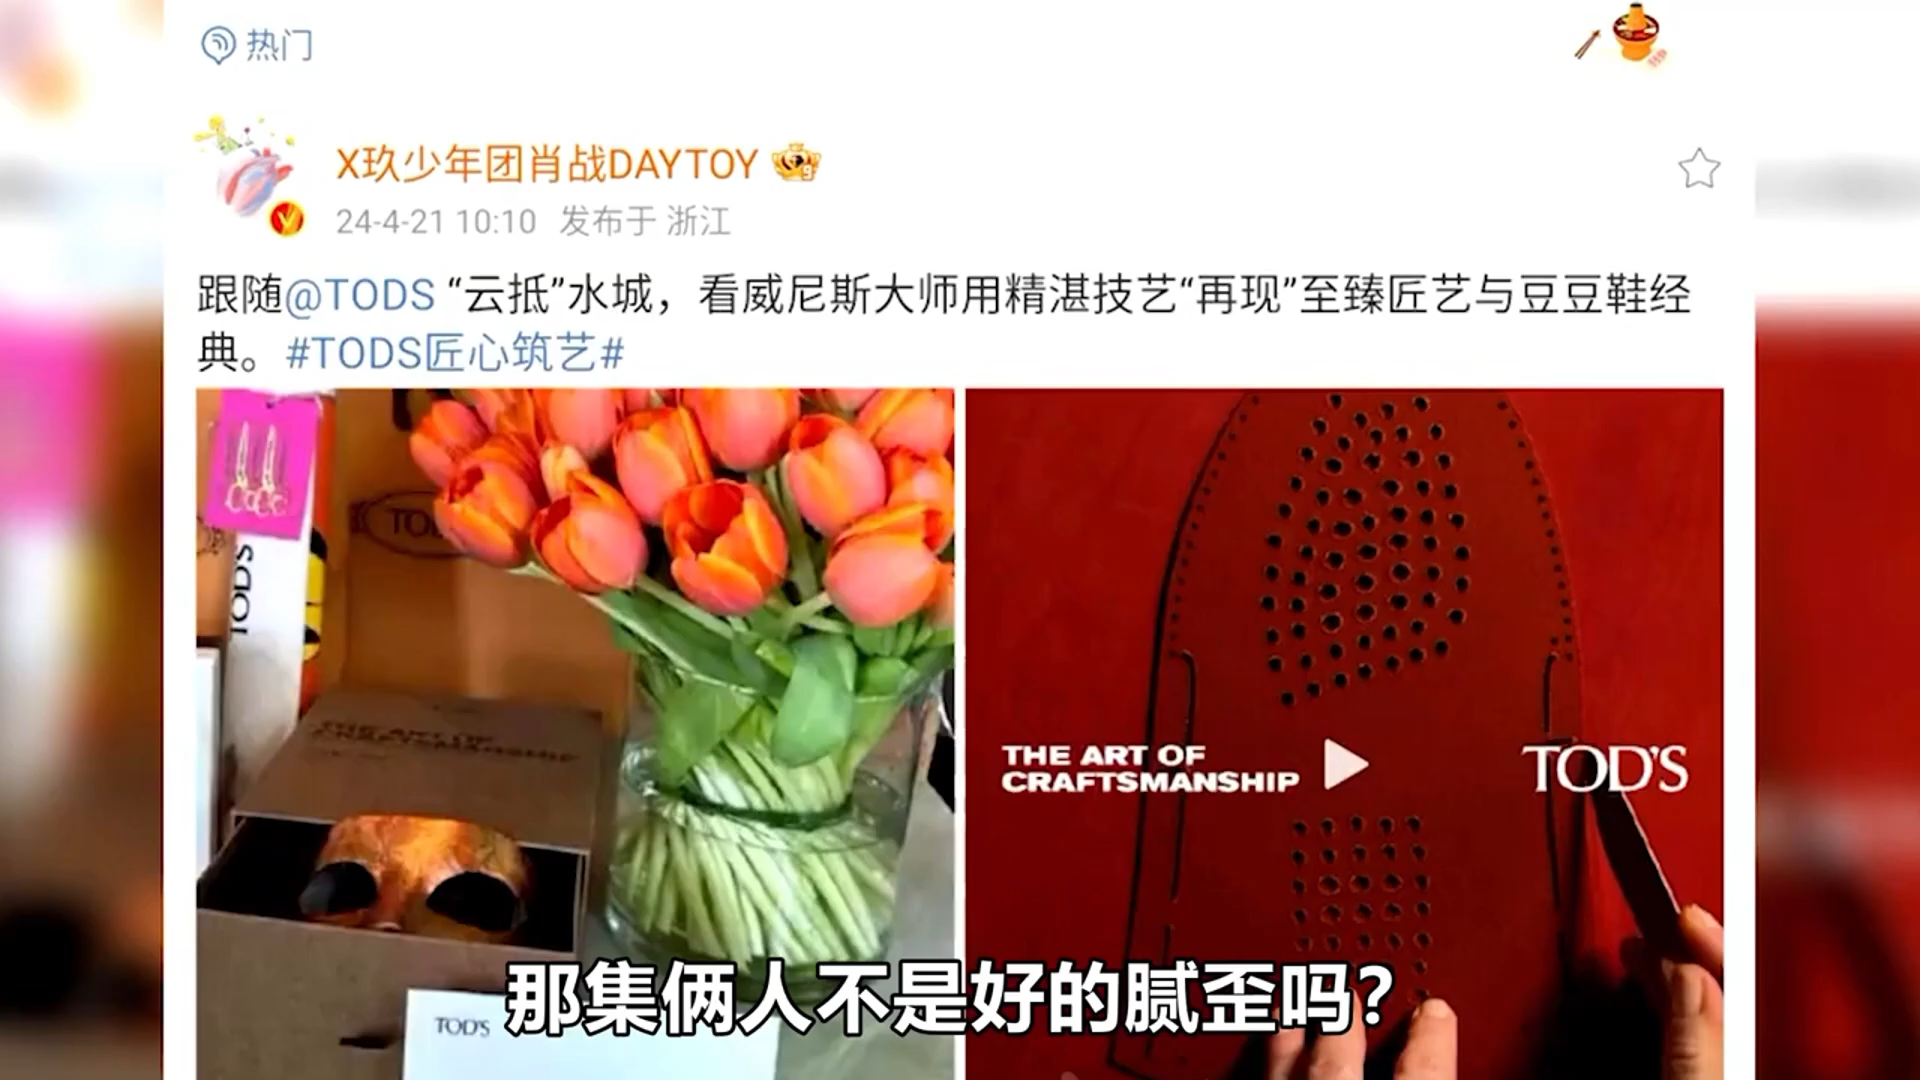 热门
X玖少年团肖战DAYTOY
24-4-21 10:10 发布于 浙江
跟随@TODS “云抵”水城，看威尼斯大师用精湛技艺“再现”至臻匠艺与豆豆鞋经
典。#TODS匠心筑艺#
TODS
THE ART OF
CRAFTSMANSHIP
THE ART OF
CRAFTSMANSHIP
TOD'S
TOD'S
那集俩人不是好的腻歪吗？